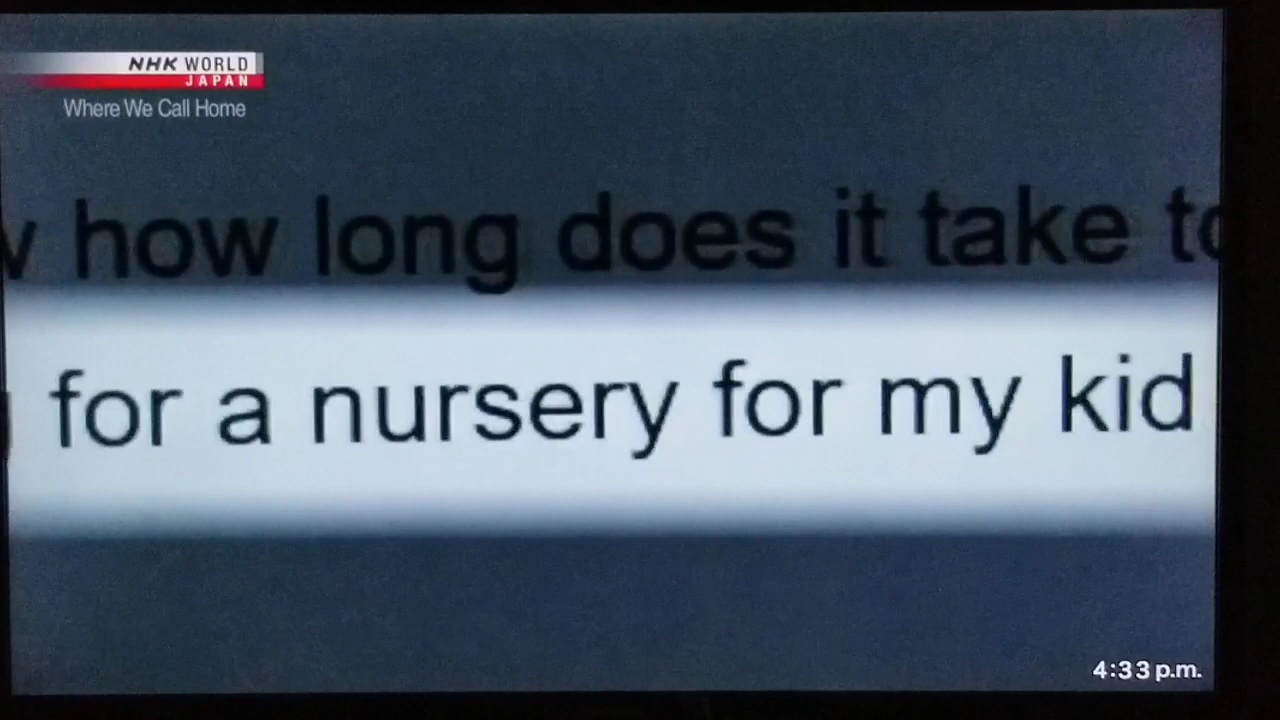 NHK WORLD
JAPAN
Where We Call Home
how long does it take to
for a nursery for my kid
4:33 p.m.